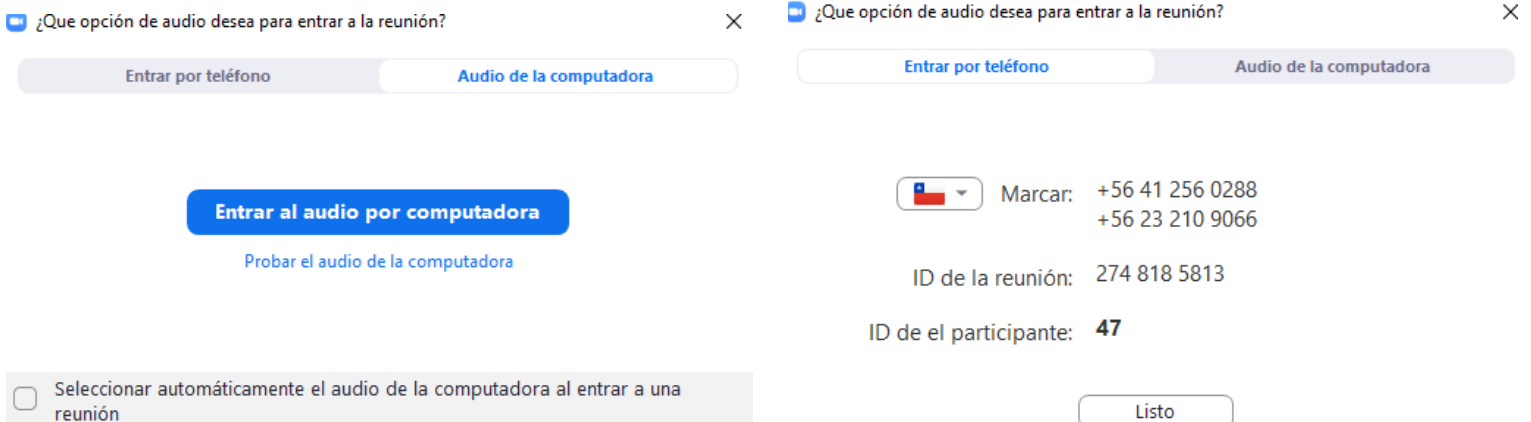 ¿Que opción de audio desea para entrar a la reunión?
Entrar por teléfono
Audio de la computadora
Entrar al audio por computadora
Probar el audio de la computadora
Seleccionar automáticamente el audio de la computadora al entrar a una
reunión
¿Que opción de audio desea para entrar a la reunión?
Entrar por teléfono
Audio de la computadora
Marcar: +56 41 256 0288
+56 23 210 9066
ID de la reunión: 274 818 5813
ID de el participante: 47
Listo